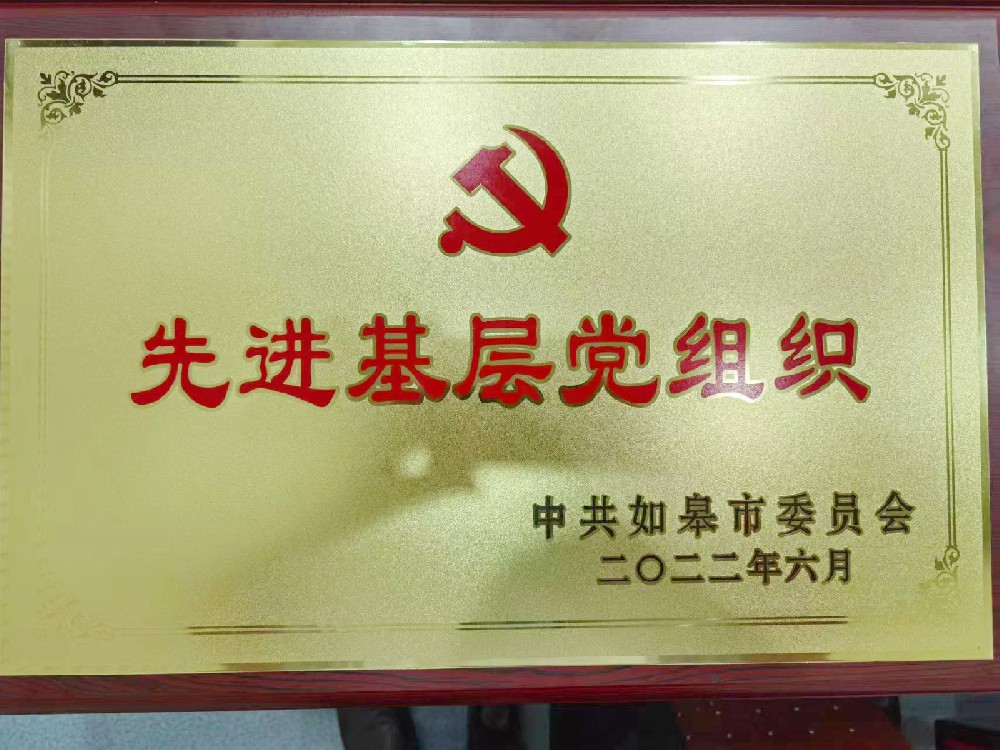 先进基层党组织
中共如皋市委员会
二〇二二年六月